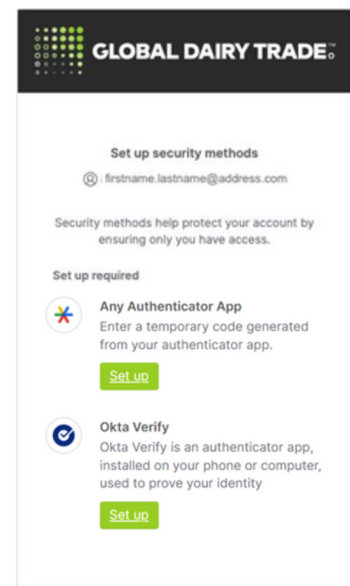 GLOBAL DAIRY TRADE™
Set up security methods
firstname.lastname@address.com
Security methods help protect your account by
ensuring only you have access.
Set up required
Any Authenticator App
Enter a temporary code generated
from your authenticator app.
Set up
Okta Verify
Okta Verify is an authenticator app,
installed on your phone or computer,
used to prove your identity
Set up